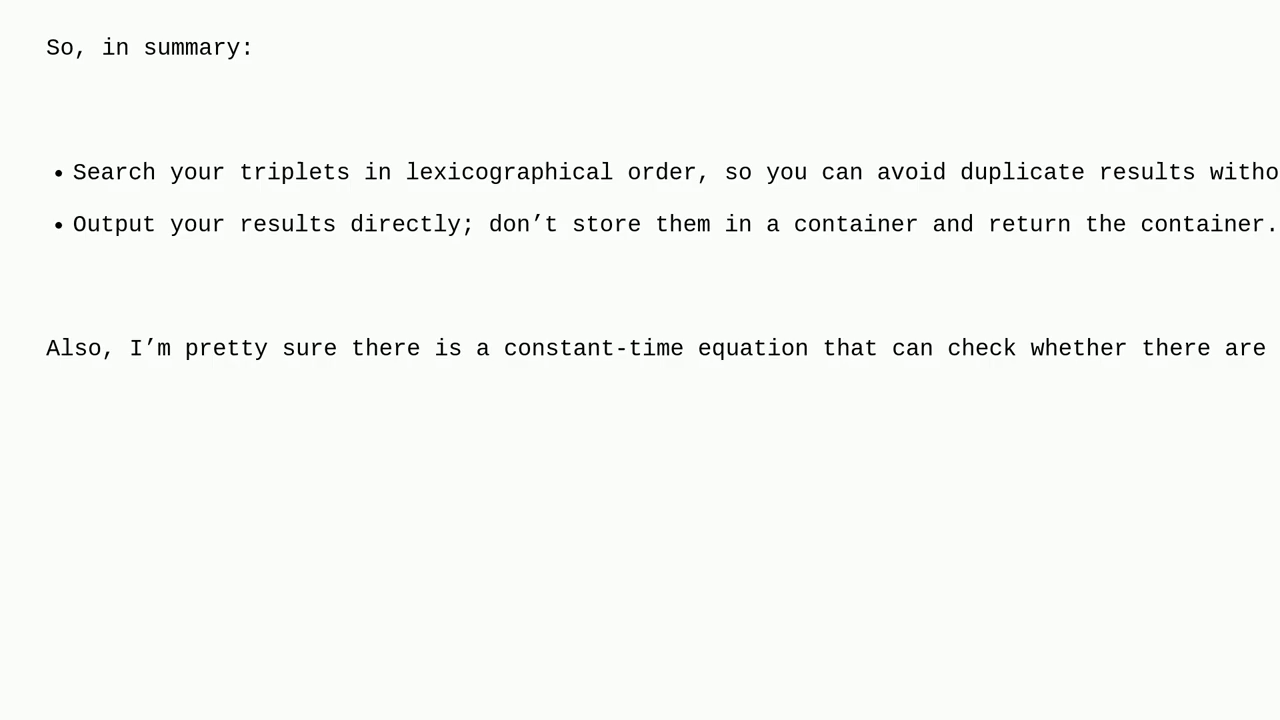 So, in summary:
• Search your triplets in lexicographical order, so you can avoid duplicate results
• Output your results directly; don’t store them in a container and return the container.
Also, I’m pretty sure there is a constant-time equation that can check whether there are